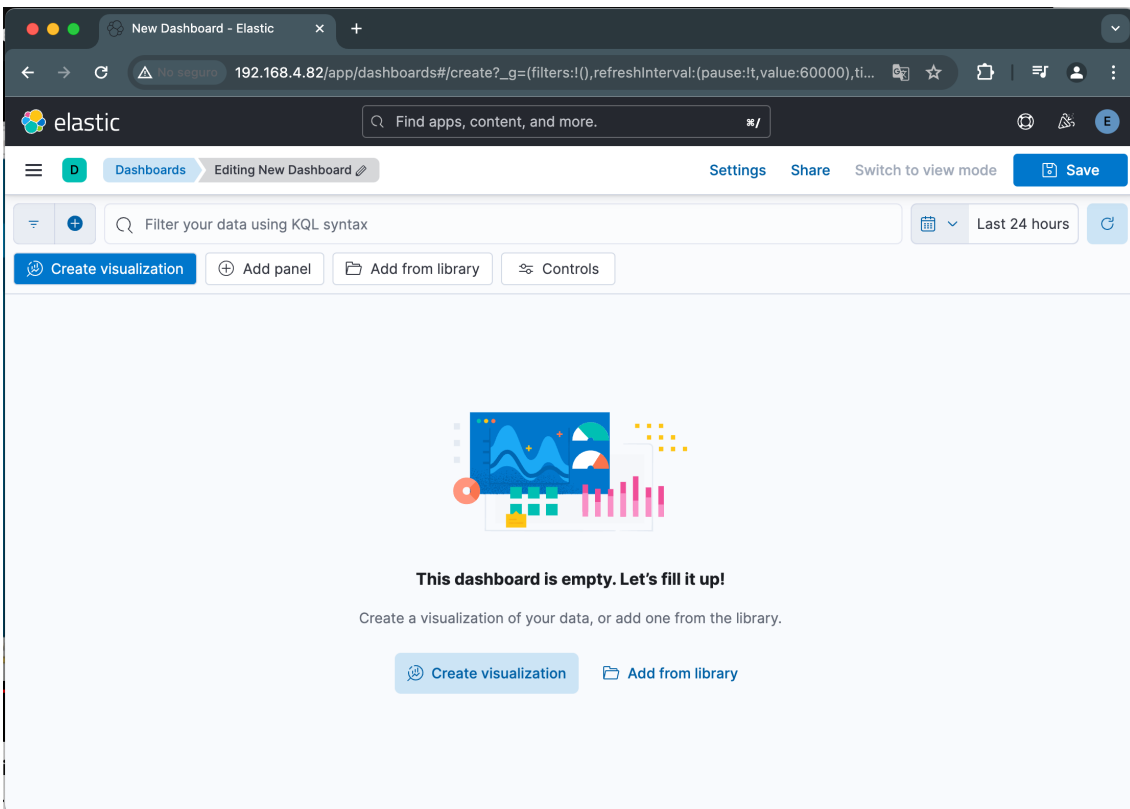 New Dashboard - Elastic
No seguro 192.168.4.82/app/dashboards#/create?_g=(filters:!(),refreshInterval:(pause:!t,value:60000),ti...
elastic Find apps, content, and more. ⌘/ E
D Dashboards Editing New Dashboard Settings Share Switch to view mode Save
Filter your data using KQL syntax Last 24 hours
Create visualization Add panel Add from library Controls
This dashboard is empty. Let's fill it up!
Create a visualization of your data, or add one from the library.
Create visualization Add from library